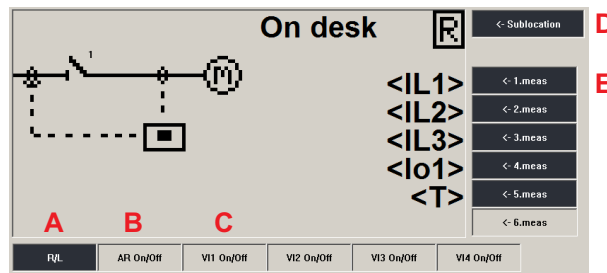 On desk R <- Sublocation D
1
M
<IL1> <- 1.meas E
<IL2> <- 2.meas
<IL3> <- 3.meas
<Io1> <- 4.meas
<T> <- 5.meas
<- 6.meas
A B C
R/L AR On/Off VI1 On/Off VI2 On/Off VI3 On/Off VI4 On/Off